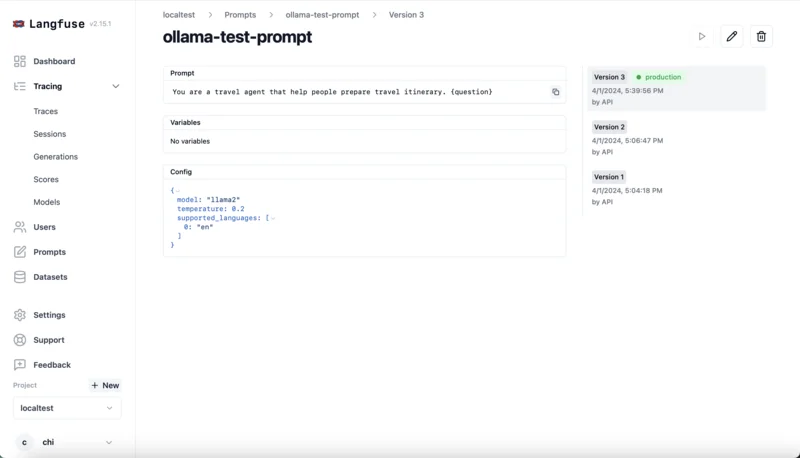 Langfuse v2.15.1
Dashboard
Tracing
Traces
Sessions
Generations
Scores
Models
Users
Prompts
Datasets
Settings
Support
Feedback
Project
+ New
localtest
c chi
localtest > Prompts > ollama-test-prompt > Version 3
ollama-test-prompt
Prompt
You are a travel agent that help people prepare travel itinerary. {question}
Variables
No variables
Config
{
model: "llama2"
temperature: 0.2
supported_languages: [
0: "en"
]
}
Version 3 production
4/1/2024, 5:39:56 PM
by API
Version 2
4/1/2024, 5:06:47 PM
by API
Version 1
4/1/2024, 5:04:18 PM
by API